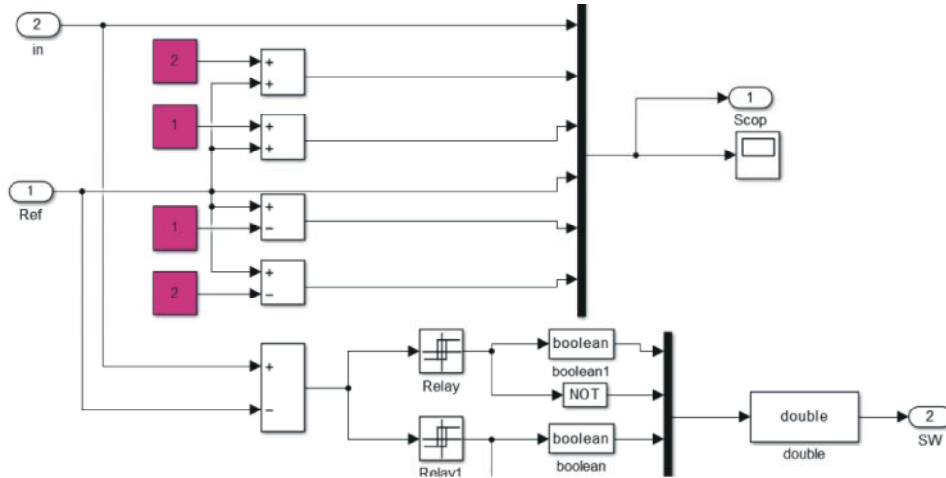 2
in
2
+
+
1
+
+
1
Scop
1
Ref
+
1
−
+
2
−
+
−
Relay
boolean
boolean1
NOT
Relay1
boolean
boolean
double
double
2
SW